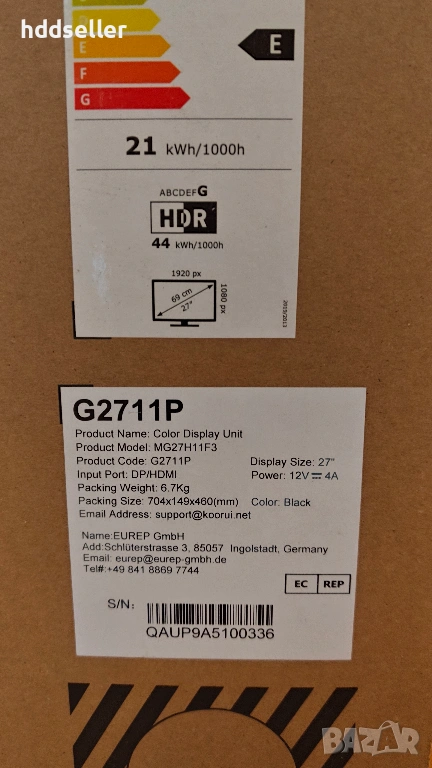 hddseller
D
E
E
F
G
21 kWh/1000h
ABCDEFG
HDR
44 kWh/1000h
1920 px
69 cm
27"
1080 px
2019/2013
G2711P
Product Name: Color Display Unit
Product Model: MG27H11F3
Product Code: G2711P Display Size: 27"
Input Port: DP/HDMI Power: 12V⎓4A
Packing Weight: 6.7Kg
Packing Size: 704x149x460(mm) Color: Black
Email Address: support@koorui.net
Name:EUREP GmbH
Add:Schlüterstrasse 3, 85057 Ingolstadt, Germany
Email: eurep@eurep-gmbh.de
Tel#:+49 841 8869 7744
EC REP
S/N:
QAUP9A5100336
BAZAR